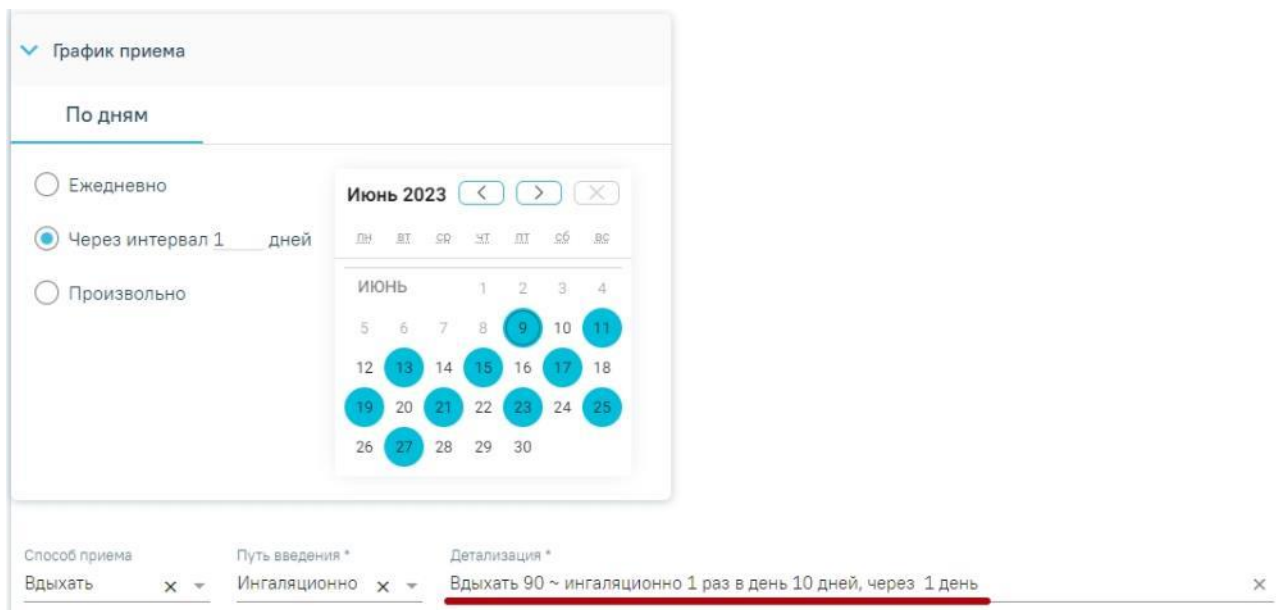 График приема
По дням
Ежедневно
Через интервал 1 дней
Произвольно
Июнь 2023
пн вт ср чт пт сб вс
ИЮНЬ 1 2 3 4
5 6 7 8 9 10 11
12 13 14 15 16 17 18
19 20 21 22 23 24 25
26 27 28 29 30
Способ приема Путь введения * Детализация *
Вдыхать Ингаляционно Вдыхать 90 ~ ингаляционно 1 раз в день 10 дней, через 1 день